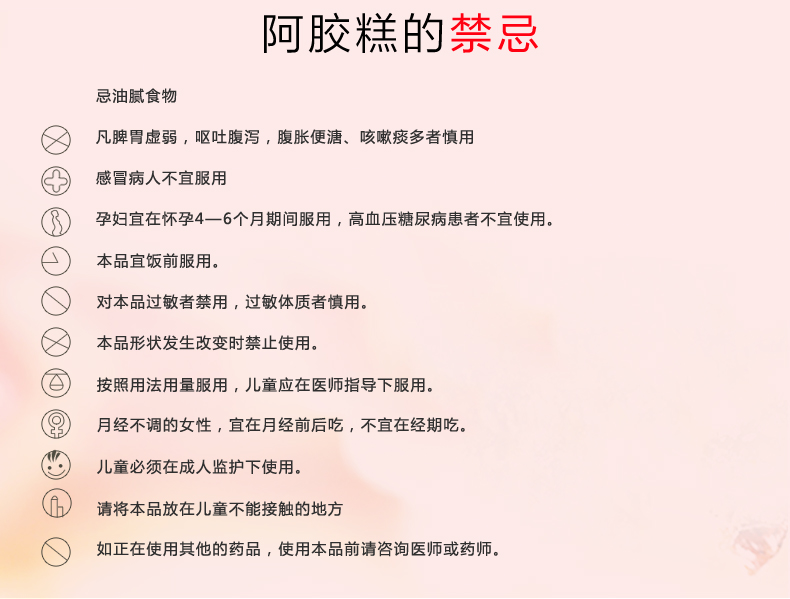 阿胶糕的禁忌
忌油腻食物
凡脾胃虚弱，呕吐腹泻，腹胀便溏、咳嗽痰多者慎用
感冒病人不宜服用
孕妇宜在怀孕4—6个月期间服用，高血压糖尿病患者不宜使用。
本品宜饭前服用。
对本品过敏者禁用，过敏体质者慎用。
本品形状发生改变时禁止使用。
按照用法用量服用，儿童应在医师指导下服用。
月经不调的女性，宜在月经前后吃，不宜在经期吃。
儿童必须在成人监护下使用。
请将本品放在儿童不能接触的地方
如正在使用其他的药品，使用本品前请咨询医师或药师。